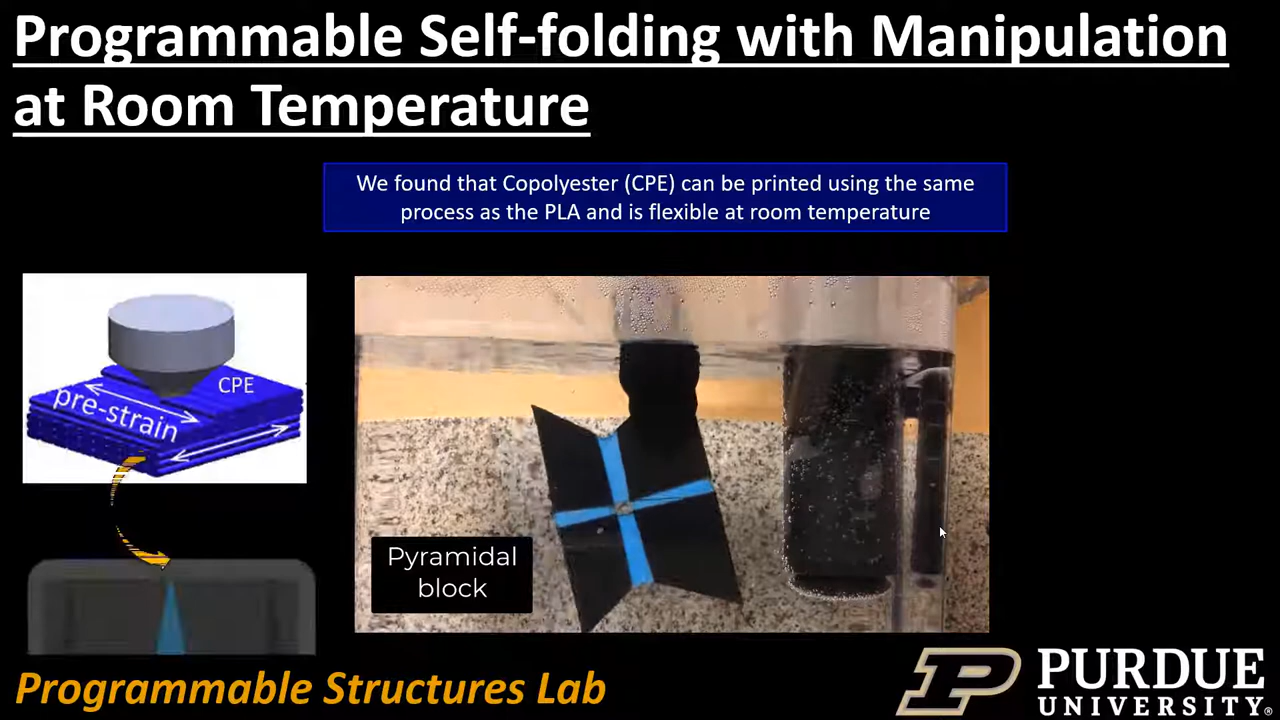 Programmable Self-folding with Manipulation
at Room Temperature
We found that Copolyester (CPE) can be printed using the same
process as the PLA and is flexible at room temperature
CPE
pre-strain
Pyramidal
block
Programmable Structures Lab
P PURDUE
UNIVERSITY®